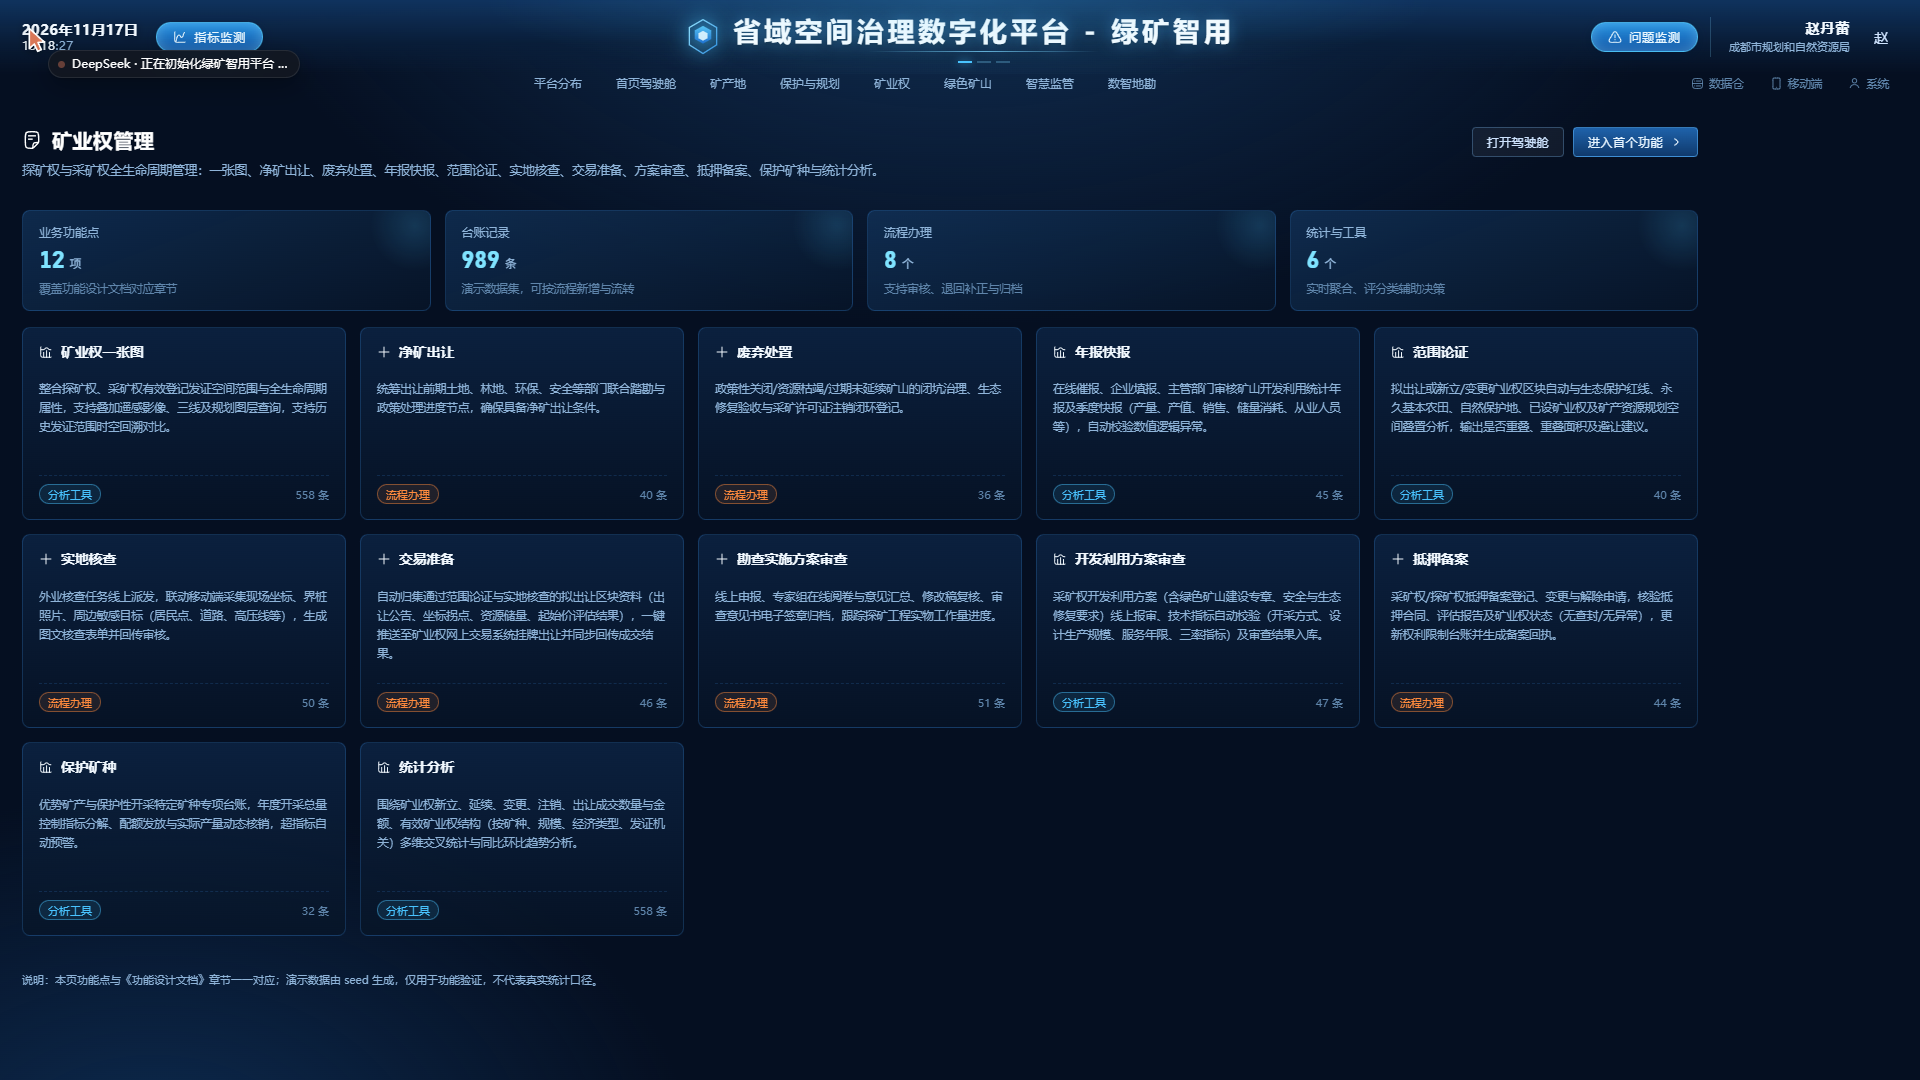 2026年11月17日
指标监测
省域空间治理数字化平台 - 绿矿智用
问题监测
赵丹蕾
成都市规划和自然资源局
赵
18:27
DeepSeek · 正在初始化绿矿智用平台 ...
平台分布
首页驾驶舱
矿产地
保护与规划
矿业权
绿色矿山
智慧监管
数智地勘
数据仓
移动端
系统
矿业权管理
打开驾驶舱
进入首个功能
探矿权与采矿权全生命周期管理：一张图、净矿出让、废弃处置、年报快报、范围论证、实地核查、交易准备、方案审查、抵押备案、保护矿种与统计分析。
业务功能点
12 项
覆盖功能设计文档对应章节
台账记录
989 条
演示数据集，可按流程新增与流转
流程办理
8 个
支持审核、退回补正与归档
统计与工具
6 个
实时聚合、评分类辅助决策
矿业权一张图
整合探矿权、采矿权有效登记发证空间范围与全生命周期
属性，支持叠加遥感影像、三线及规划图层查询，支持历
史发证范围时空回溯对比。
分析工具
558 条
净矿出让
统筹出让前期土地、林地、环保、安全等部门联合踏勘与
政策处理进度节点，确保具备净矿出让条件。
流程办理
40 条
废弃处置
政策性关闭/资源枯竭/过期未延续矿山的闭坑治理、生态
修复验收与采矿许可证注销闭环登记。
流程办理
36 条
年报快报
在线催报、企业填报、主管部门审核矿山开发利用统计年
报及季度快报（产量、产值、销售、储量消耗、从业人员
等），自动校验数值逻辑异常。
分析工具
45 条
范围论证
拟出让或新立/变更矿业权区块自动与生态保护红线、永
久基本农田、自然保护地、已设矿业权及矿产资源规划空
间叠置分析，输出是否重叠、重叠面积及避让建议。
分析工具
40 条
实地核查
外业核查任务线上派发，联动移动端采集现场坐标、界桩
照片、周边敏感目标（居民点、道路、高压线等），生成
图文核查表单并回传审核。
流程办理
50 条
交易准备
自动归集通过范围论证与实地核查的拟出让区块资料（出
让公告、坐标拐点、资源储量、起始价评估结果），一键
推送至矿业权网上交易系统挂牌出让并同步回传成交结
果。
流程办理
46 条
勘查实施方案审查
线上申报、专家组在线阅卷与意见汇总、修改稿复核、审
查意见书电子签章归档，跟踪探矿工程实物工作量进度。
流程办理
51 条
开发利用方案审查
采矿权开发利用方案（含绿色矿山建设专章、安全与生态
修复要求）线上报审、技术指标自动校验（开采方式、设
计生产规模、服务年限、三率指标）及审查结果入库。
分析工具
47 条
抵押备案
采矿权/探矿权抵押备案登记、变更与解除申请，核验抵
押合同、评估报告及矿业权状态（无查封/无异常），更
新权利限制台账并生成备案回执。
流程办理
44 条
保护矿种
优势矿产与保护性开采特定矿种专项台账，年度开采总量
控制指标分解、配额发放与实际产量动态核销，超指标自
动预警。
分析工具
32 条
统计分析
围绕矿业权新立、延续、变更、注销、出让成交数量与金
额、有效矿业权结构（按矿种、规模、经济类型、发证机
关）多维交叉统计与同比环比趋势分析。
分析工具
558 条
说明：本页功能点与《功能设计文档》章节一一对应；演示数据由 seed 生成，仅用于功能验证，不代表真实统计口径。